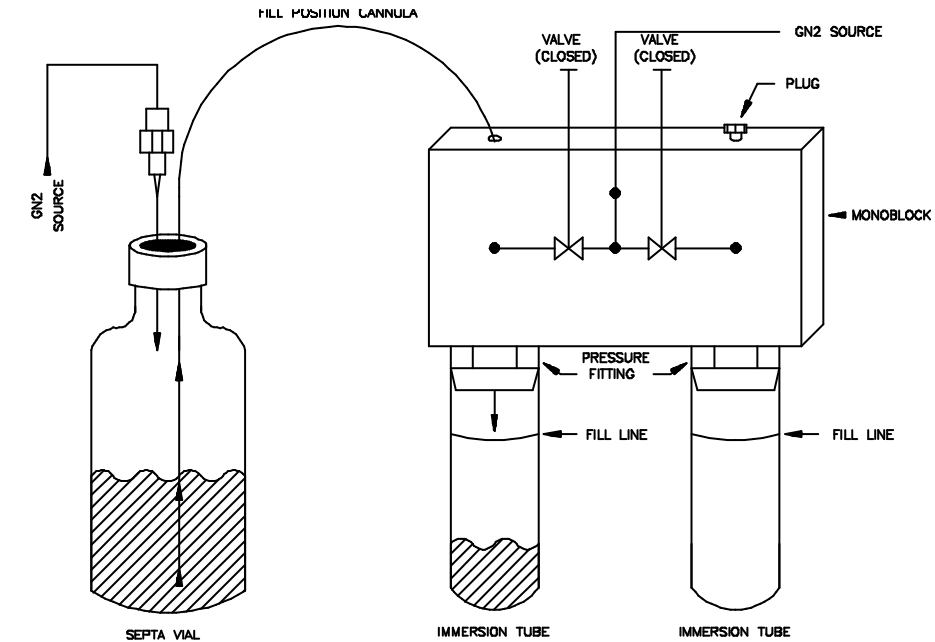 FILL POSITION CANNULA
VALVE
(CLOSED)
VALVE
(CLOSED)
GN2 SOURCE
PLUG
GN2
SOURCE
MONOBLOCK
PRESSURE
FITTING
FILL LINE
FILL LINE
SEPTA VIAL
IMMERSION TUBE
IMMERSION TUBE